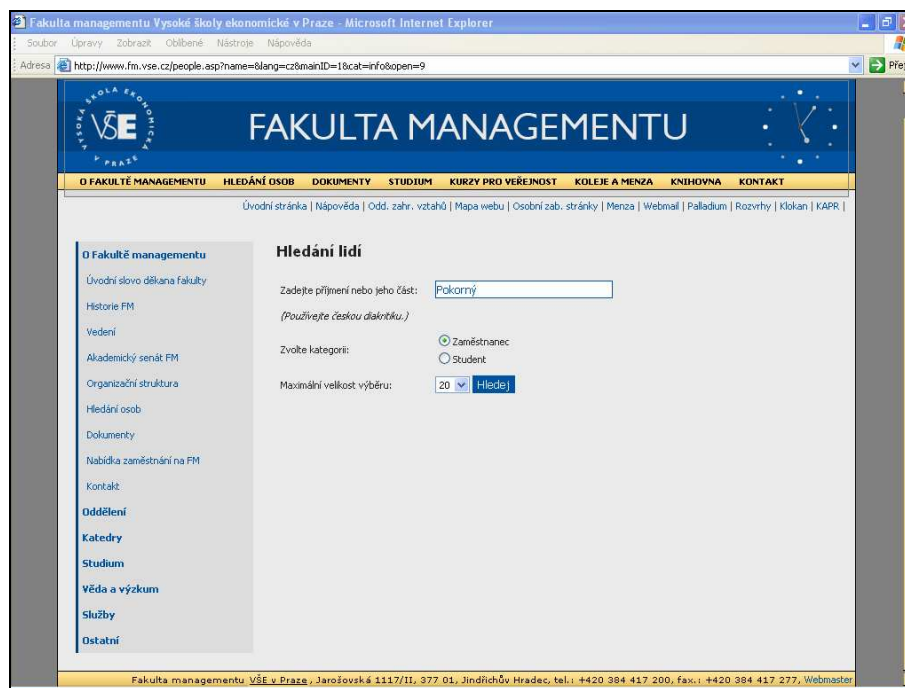 Fakulta managementu Vysoké školy ekonomické v Praze - Microsoft Internet Explorer
Soubor Úpravy Zobrazit Oblíbené Nástroje Nápověda
Adresa http://www.fm.vse.cz/people.asp?name=&lang=cz&mainID=1&cat=info&open=9 Přej
VYSOKÁ ŠKOLA EKONOMICKÁ V PRAZE
VŠE
FAKULTA MANAGEMENTU
O FAKULTĚ MANAGEMENTU HLEDÁNÍ OSOB DOKUMENTY STUDIUM KURZY PRO VEŘEJNOST KOLEJE A MENZA KNIHOVNA KONTAKT
Úvodní stránka | Nápověda | Odd. zahr. vztahů | Mapa webu | Osobní zab. stránky | Menza | Webmail | Palladium | Rozvrhy | Klokan | KAPR |
O Fakultě managementu
Úvodní slovo děkana fakulty
Historie FM
Vedení
Akademický senát FM
Organizační struktura
Hledání osob
Dokumenty
Nabídka zaměstnání na FM
Kontakt
Oddělení
Katedry
Studium
Věda a výzkum
Služby
Ostatní
Hledání lidí
Zadejte příjmení nebo jeho část: Pokorný
(Používejte českou diakritiku.)
Zvolte kategorii:
Zaměstnanec
Student
Maximální velikost výběru: 20 Hledej
Fakulta managementu VŠE v Praze, Jarošovská 1117/II, 377 01, Jindřichův Hradec, tel.: +420 384 417 200, fax.: +420 384 417 277, Webmaster